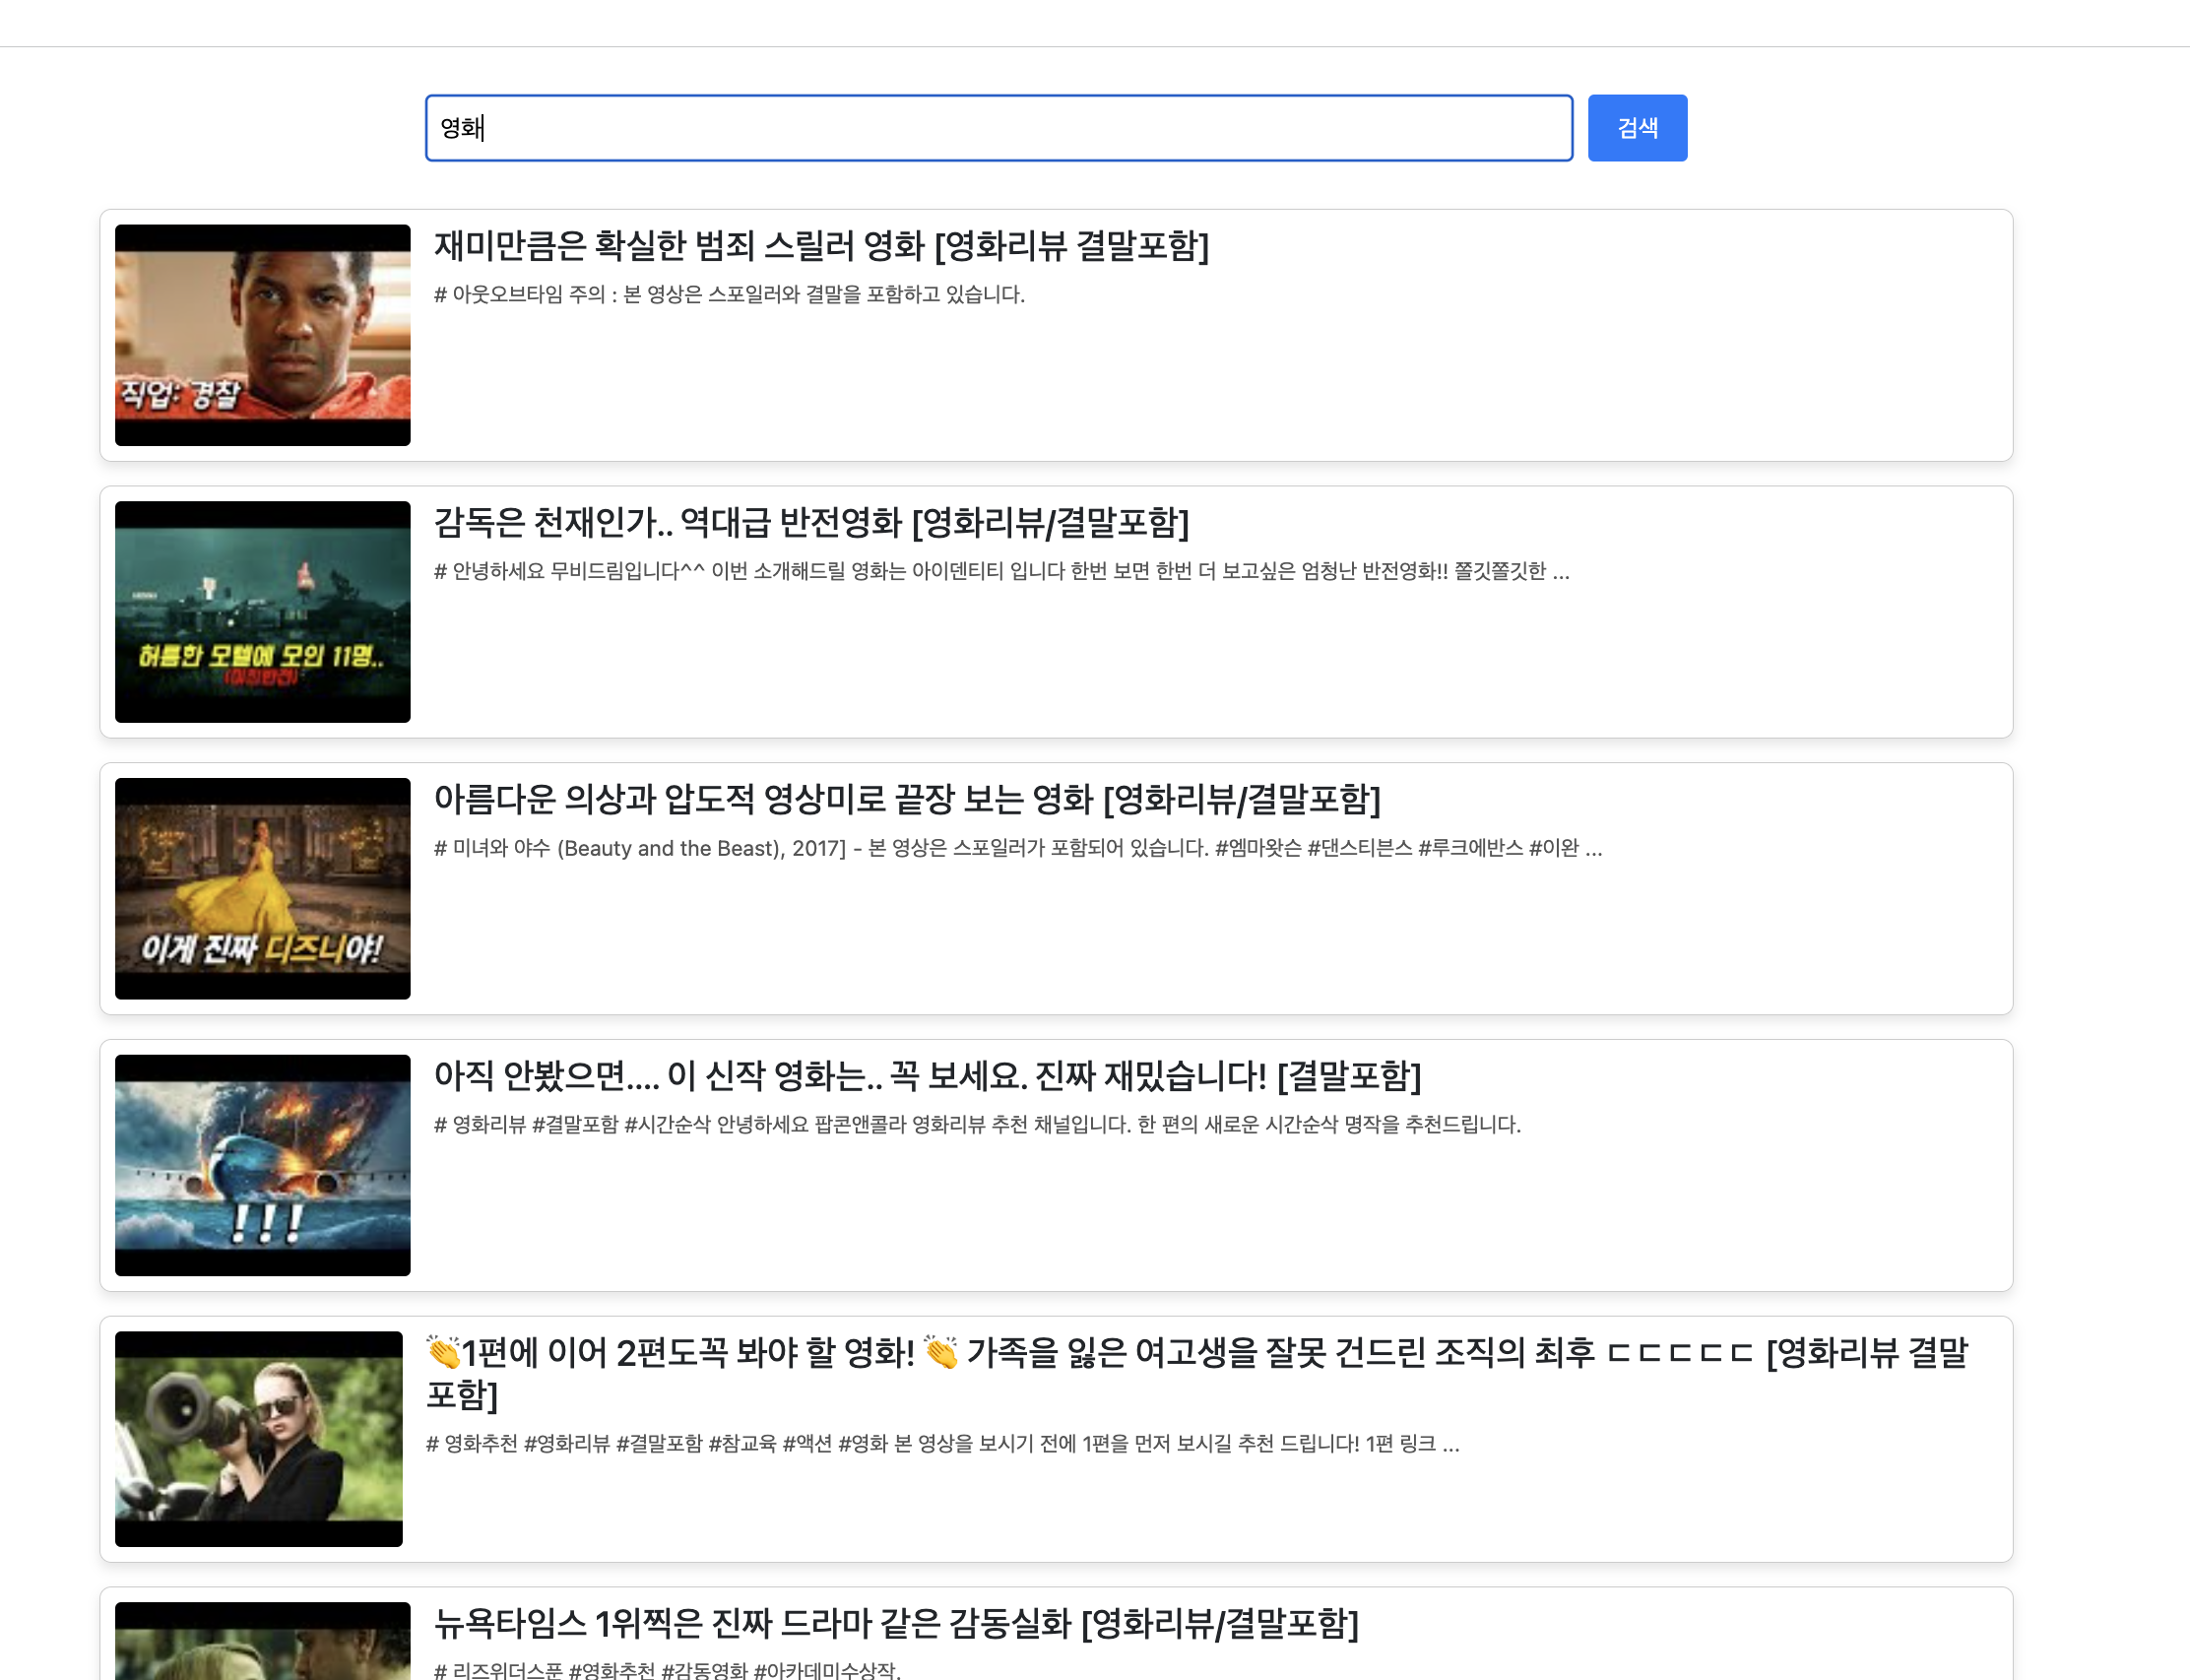 영화
검색
재미만큼은 확실한 범죄 스릴러 영화 [영화리뷰 결말포함]
# 아웃오브타임 주의 : 본 영상은 스포일러와 결말을 포함하고 있습니다.
직업: 경찰
감독은 천재인가.. 역대급 반전영화 [영화리뷰/결말포함]
# 안녕하세요 무비드림입니다^^ 이번 소개해드릴 영화는 아이덴티티 입니다 한번 보면 한번 더 보고싶은 엄청난 반전영화!! 쫄깃쫄깃한 ...
허름한 모텔에 모인 11명..
아름다운 의상과 압도적 영상미로 끝장 보는 영화 [영화리뷰/결말포함]
# 미녀와 야수 (Beauty and the Beast), 2017] - 본 영상은 스포일러가 포함되어 있습니다. #엠마왓슨 #댄스티븐스 #루크에반스 #이완 ...
이게 진짜 디즈니야!
아직 안봤으면.... 이 신작 영화는.. 꼭 보세요. 진짜 재밌습니다! [결말포함]
# 영화리뷰 #결말포함 #시간순삭 안녕하세요 팝콘앤콜라 영화리뷰 추천 채널입니다. 한 편의 새로운 시간순삭 명작을 추천드립니다.
!!!
👏1편에 이어 2편도꼭 봐야 할 영화! 👏 가족을 잃은 여고생을 잘못 건드린 조직의 최후 ㄷㄷㄷㄷㄷ [영화리뷰 결말
포함]
# 영화추천 #영화리뷰 #결말포함 #참교육 #액션 #영화 본 영상을 보시기 전에 1편을 먼저 보시길 추천 드립니다! 1편 링크 ...
뉴욕타임스 1위찍은 진짜 드라마 같은 감동실화 [영화리뷰/결말포함]
# 리즈위더스푼 #영화추천 #감동영화 #아카데미수상작.